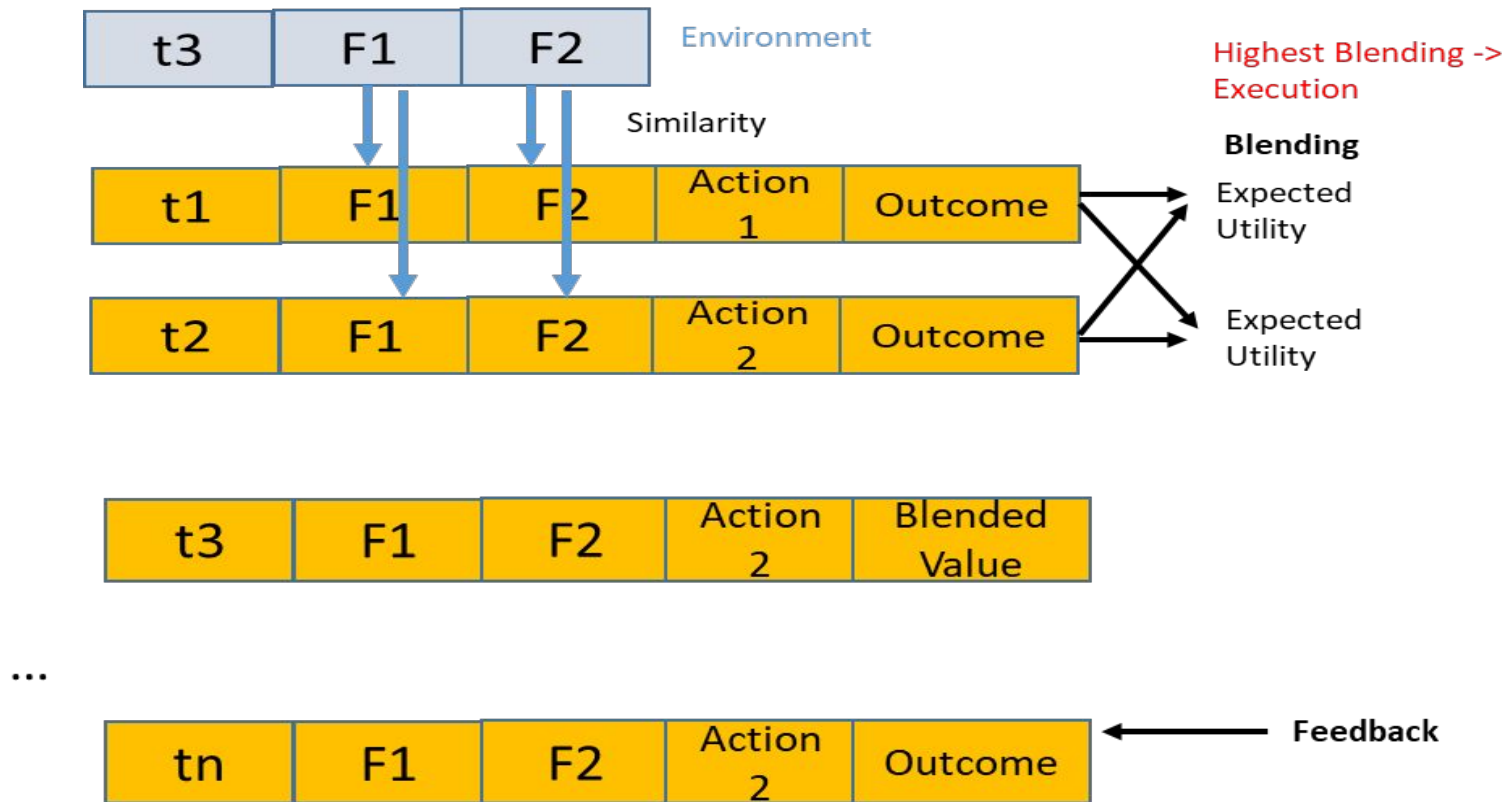 t3 F1 F2 Environment
Highest Blending ->
Execution
Similarity
Blending
t1 F1 F2 Action
1 Outcome
Expected
Utility
t2 F1 F2 Action
2 Outcome
Expected
Utility
t3 F1 F2 Action
2 Blended
Value
...
tn F1 F2 Action
2 Outcome
Feedback